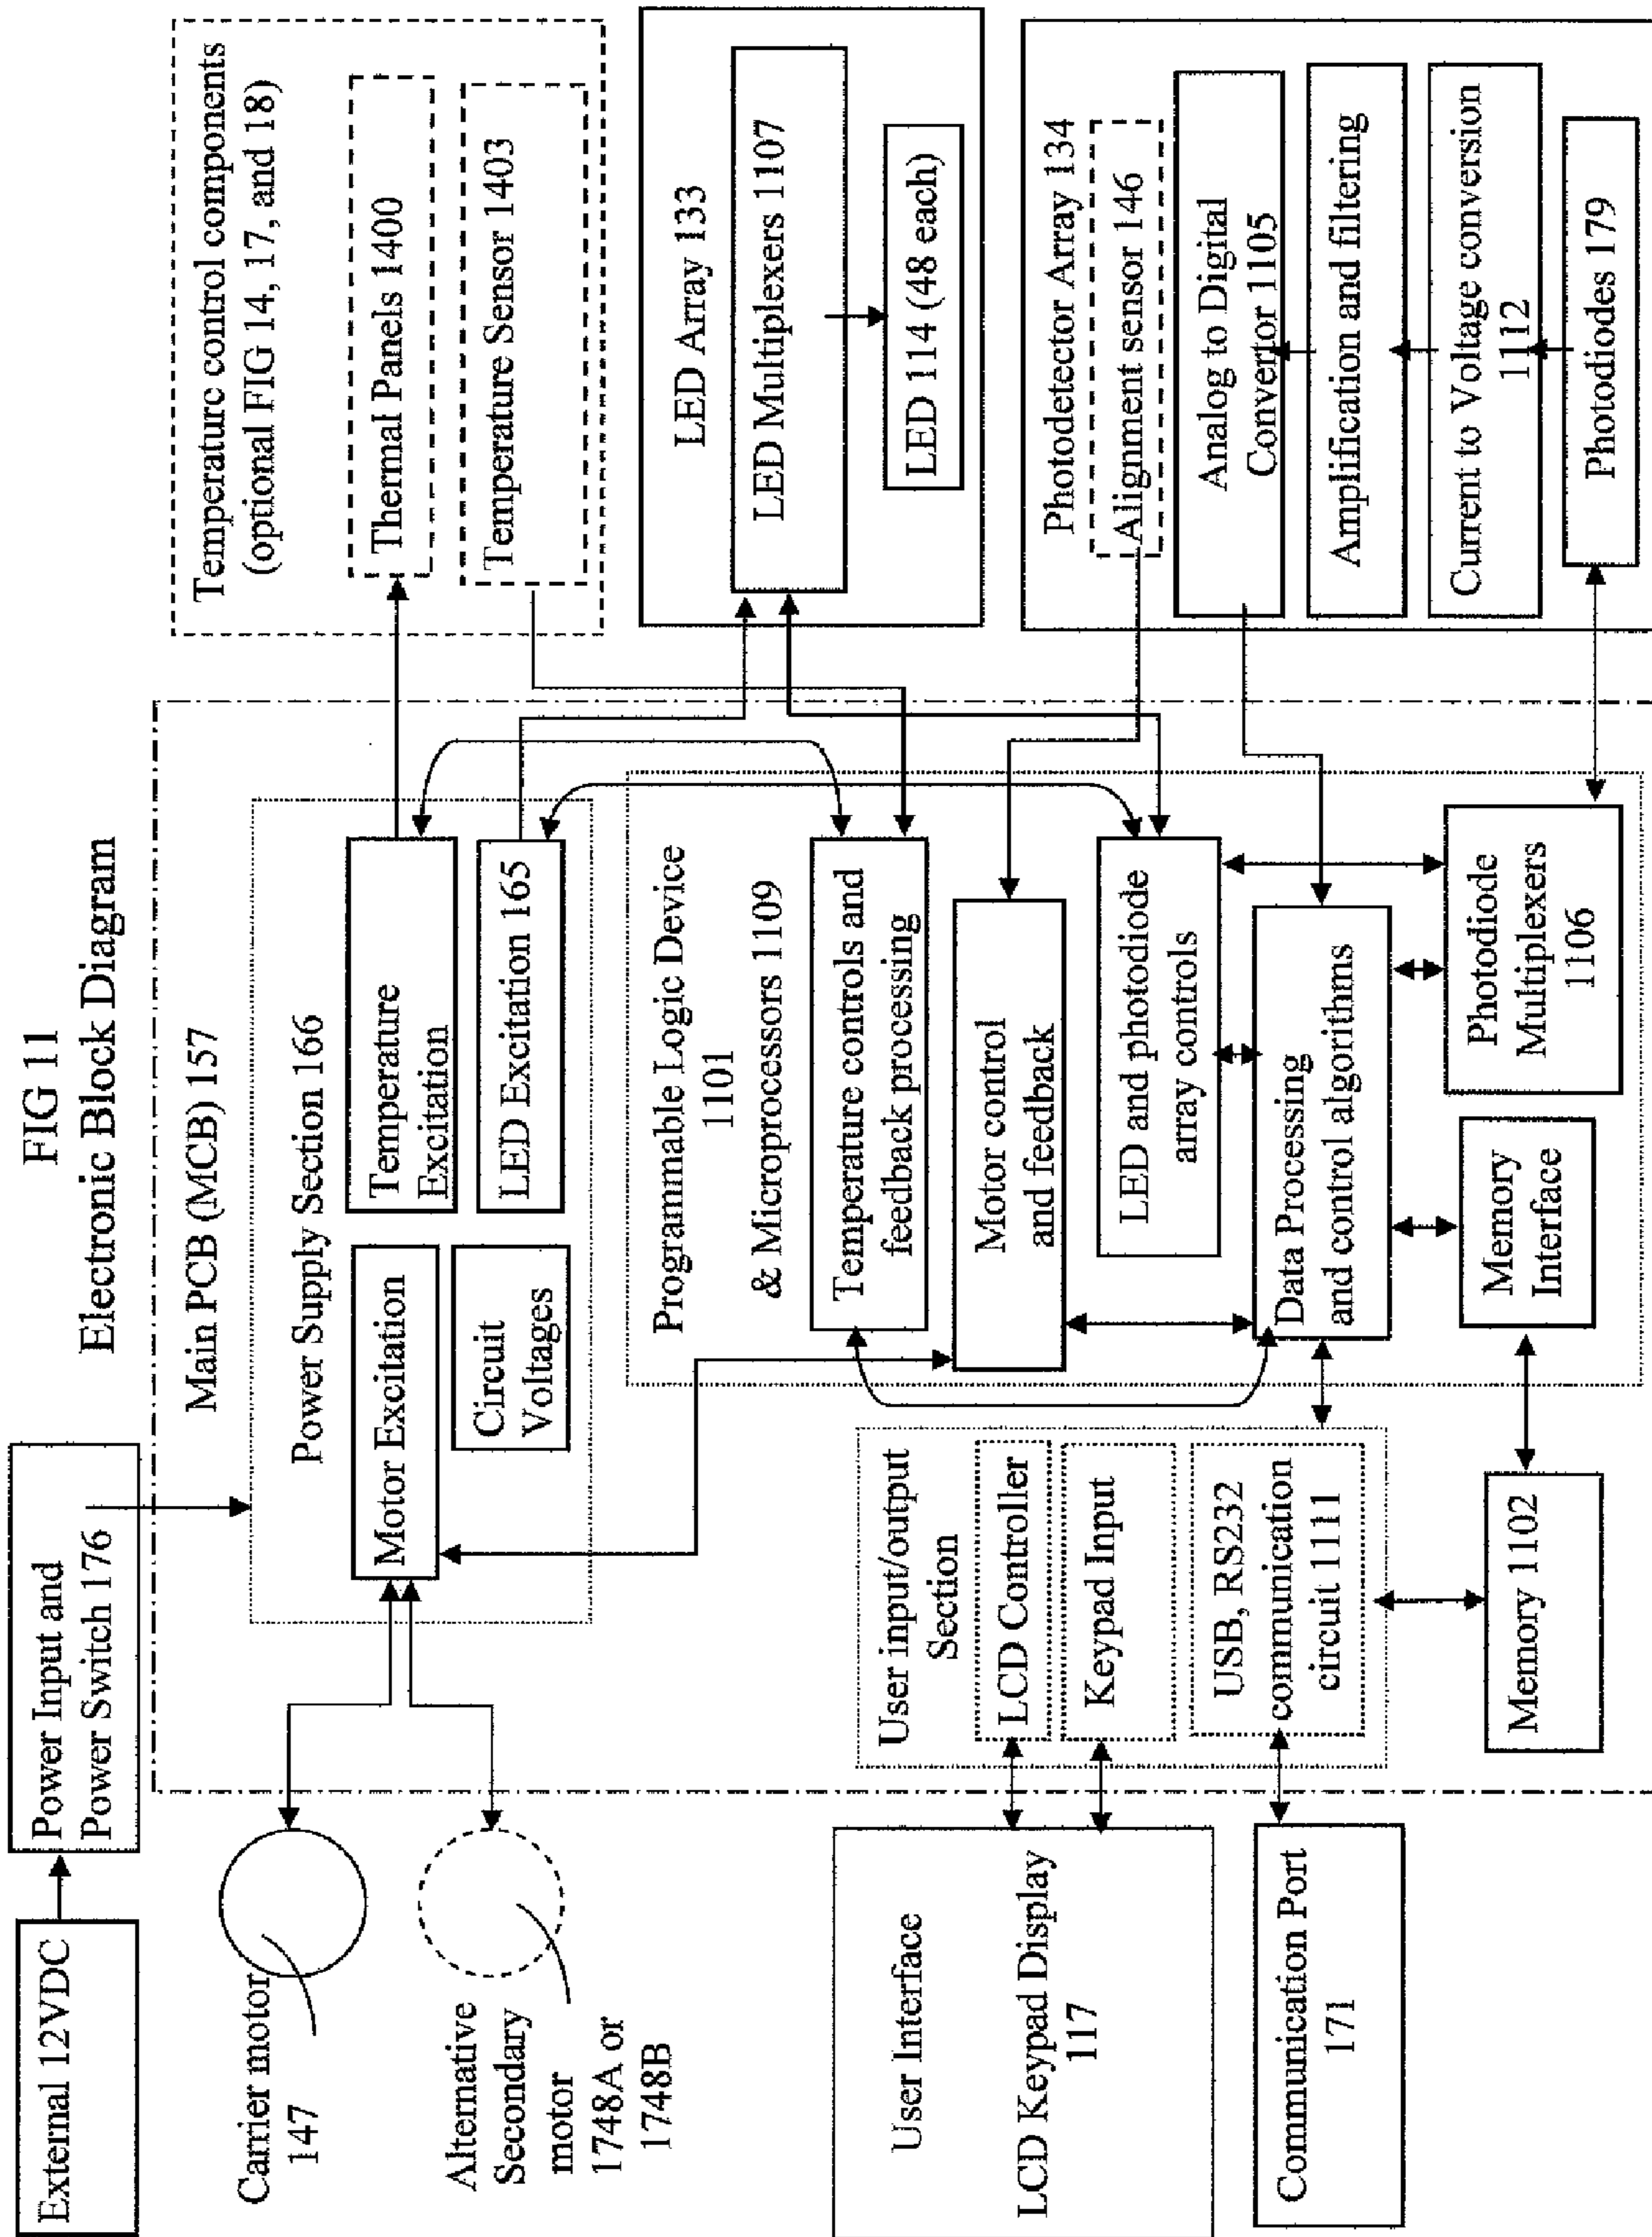 FIG 11
Electronic Block Diagram
External 12VDC
Power Input and
Power Switch 176
Main PCB (MCB) 157
Carrier motor
147
Alternative
Secondary
motor
1748A or
1748B
Power Supply Section 166
Motor Excitation
Circuit
Voltages
Temperature
Excitation
LED Excitation 165
Temperature control components
(optional FIG 14, 17, and 18)
Thermal Panels 1400
Temperature Sensor 1403
LED Array 133
LED Multiplexers 1107
LED 114 (48 each)
Programmable Logic Device
1101
& Microprocessors 1109
Temperature controls and
feedback processing
Motor control
and feedback
LED and photodiode
array controls
Data Processing
and control algorithms
Memory
Interface
Photodiode
Multiplexers
1106
Photodetector Array 134
Alignment sensor 146
Analog to Digital
Convertor 1105
Amplification and filtering
Current to Voltage conversion
1112
Photodiodes 179
User Interface
LCD Keypad Display
117
Communication Port
171
User input/output
Section
LCD Controller
Keypad Input
USB, RS232
communication
circuit 1111
Memory 1102